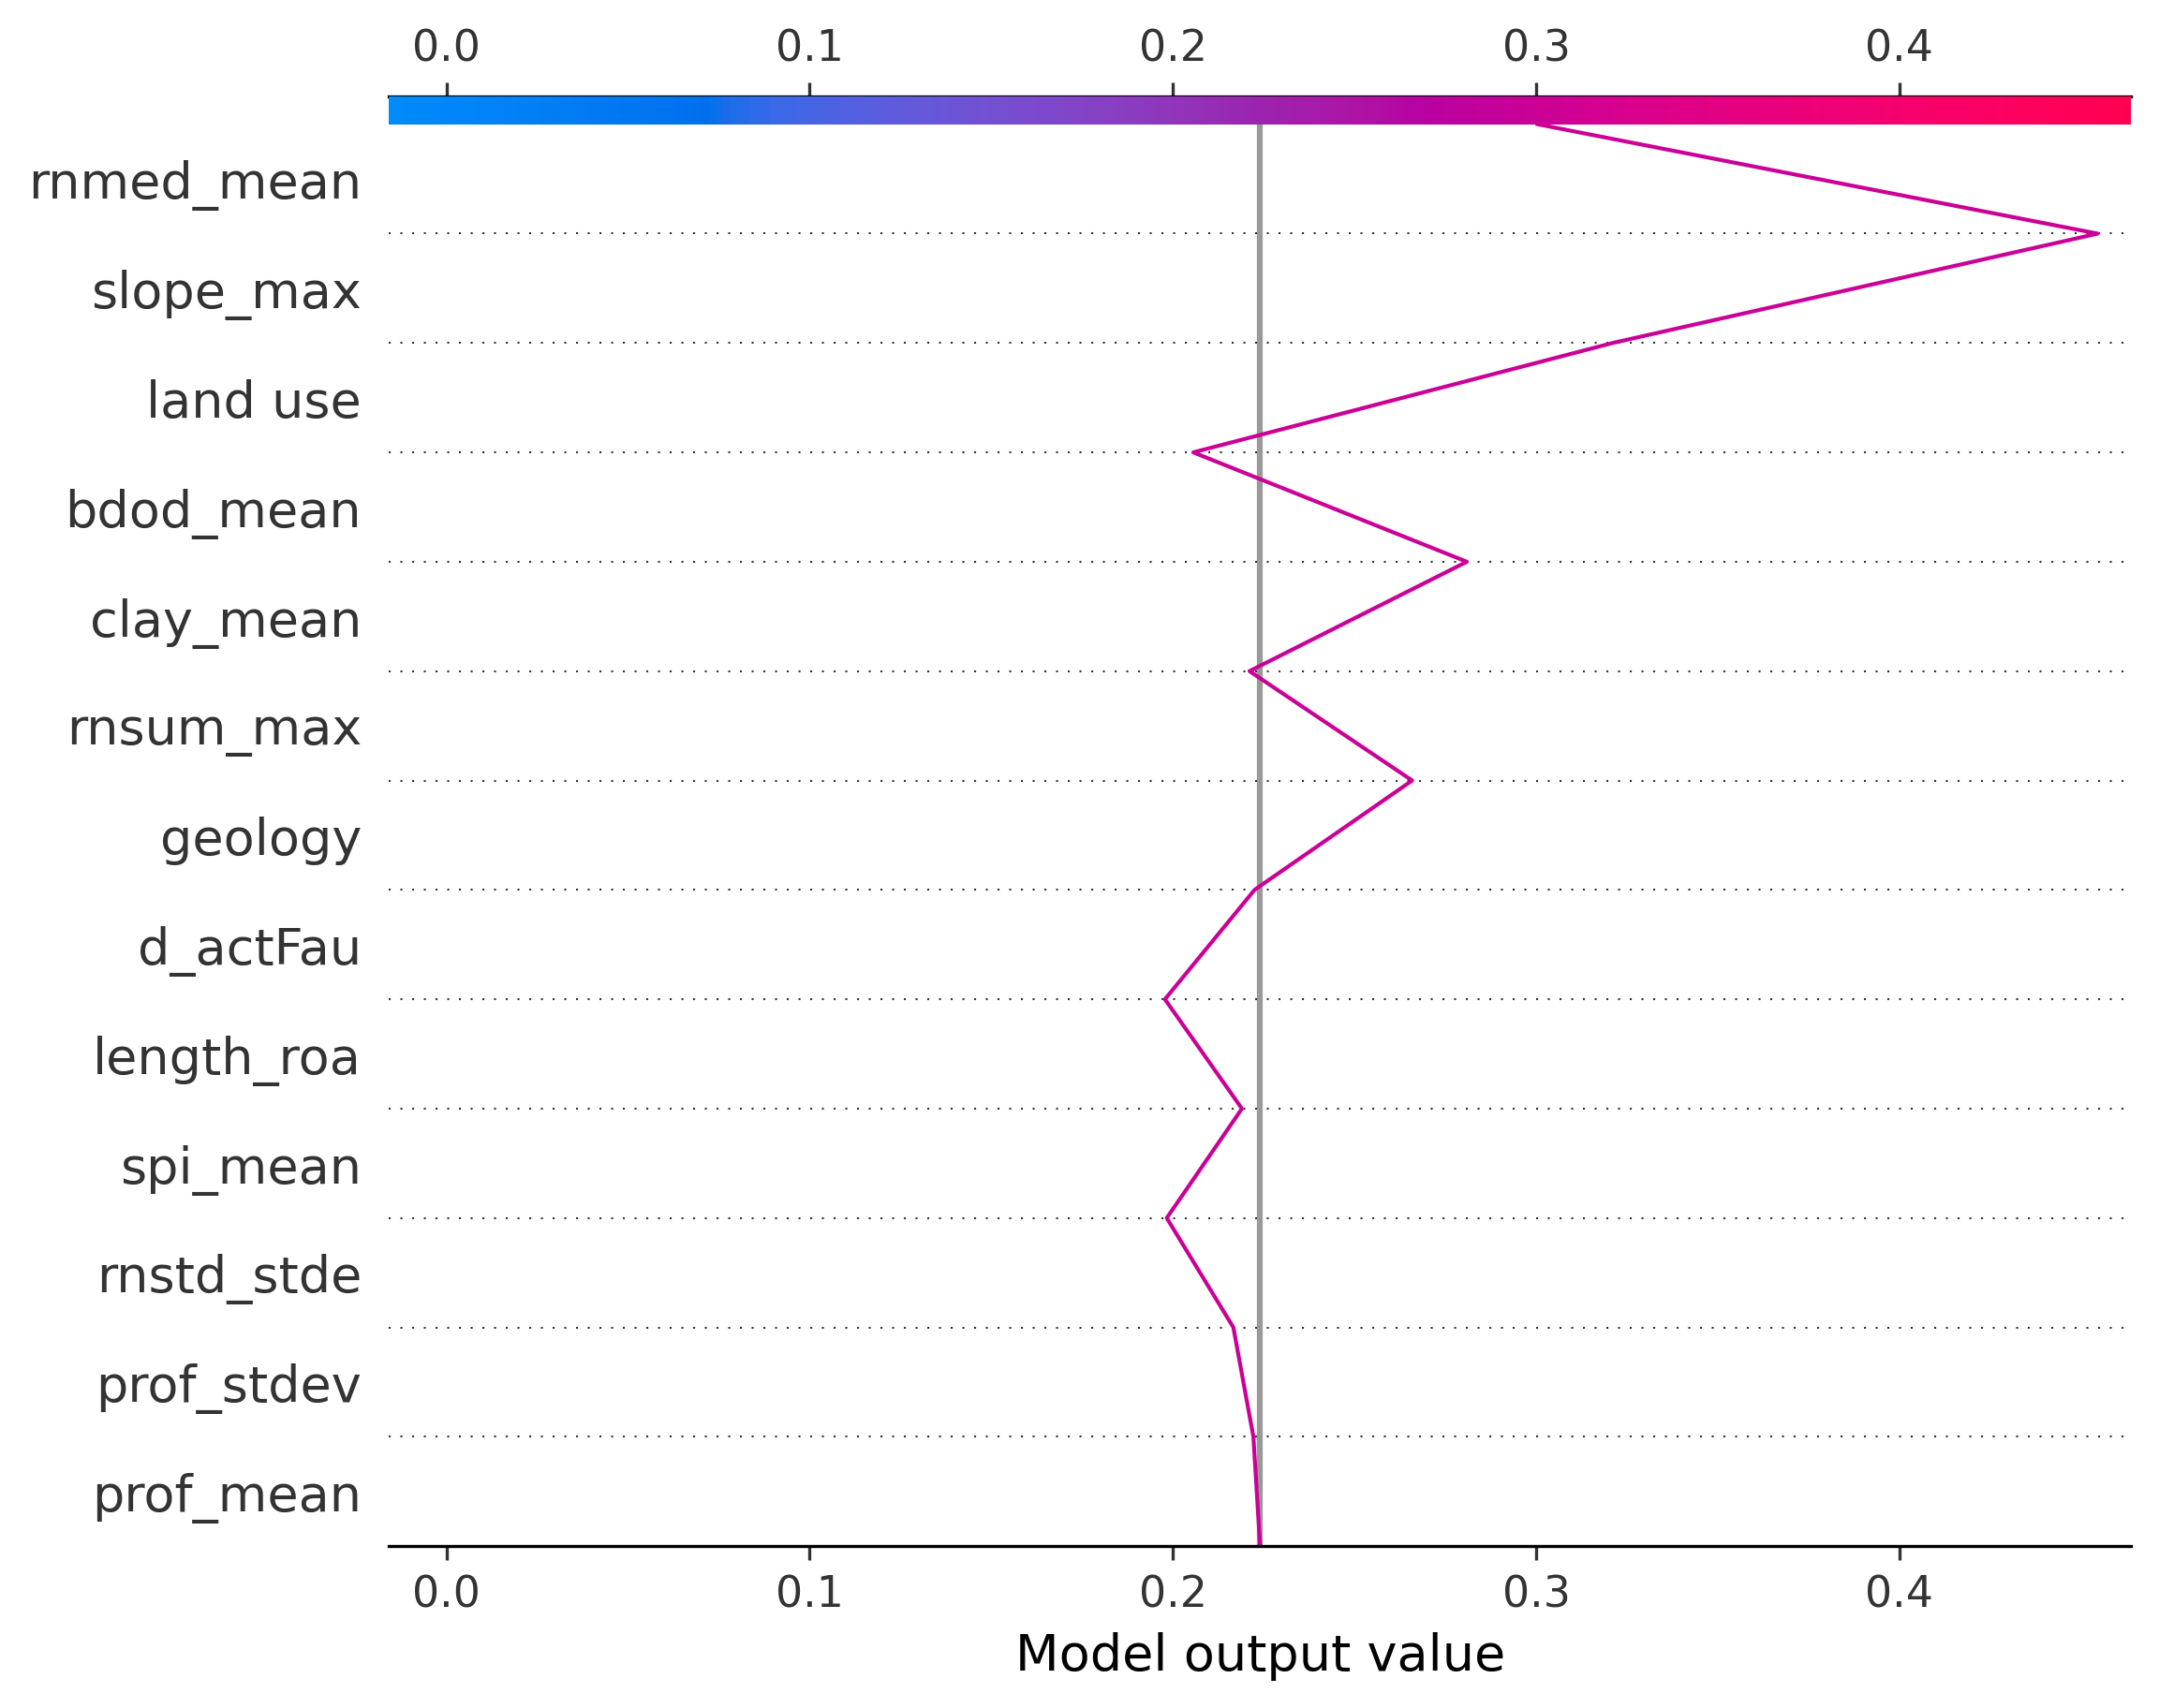 0.0 0.1 0.2 0.3 0.4
rnmed_mean
slope_max
land use
bdod_mean
clay_mean
rnsum_max
geology
d_actFau
length_roa
spi_mean
rnstd_stde
prof_stdev
prof_mean
0.0 0.1 0.2 0.3 0.4
Model output value